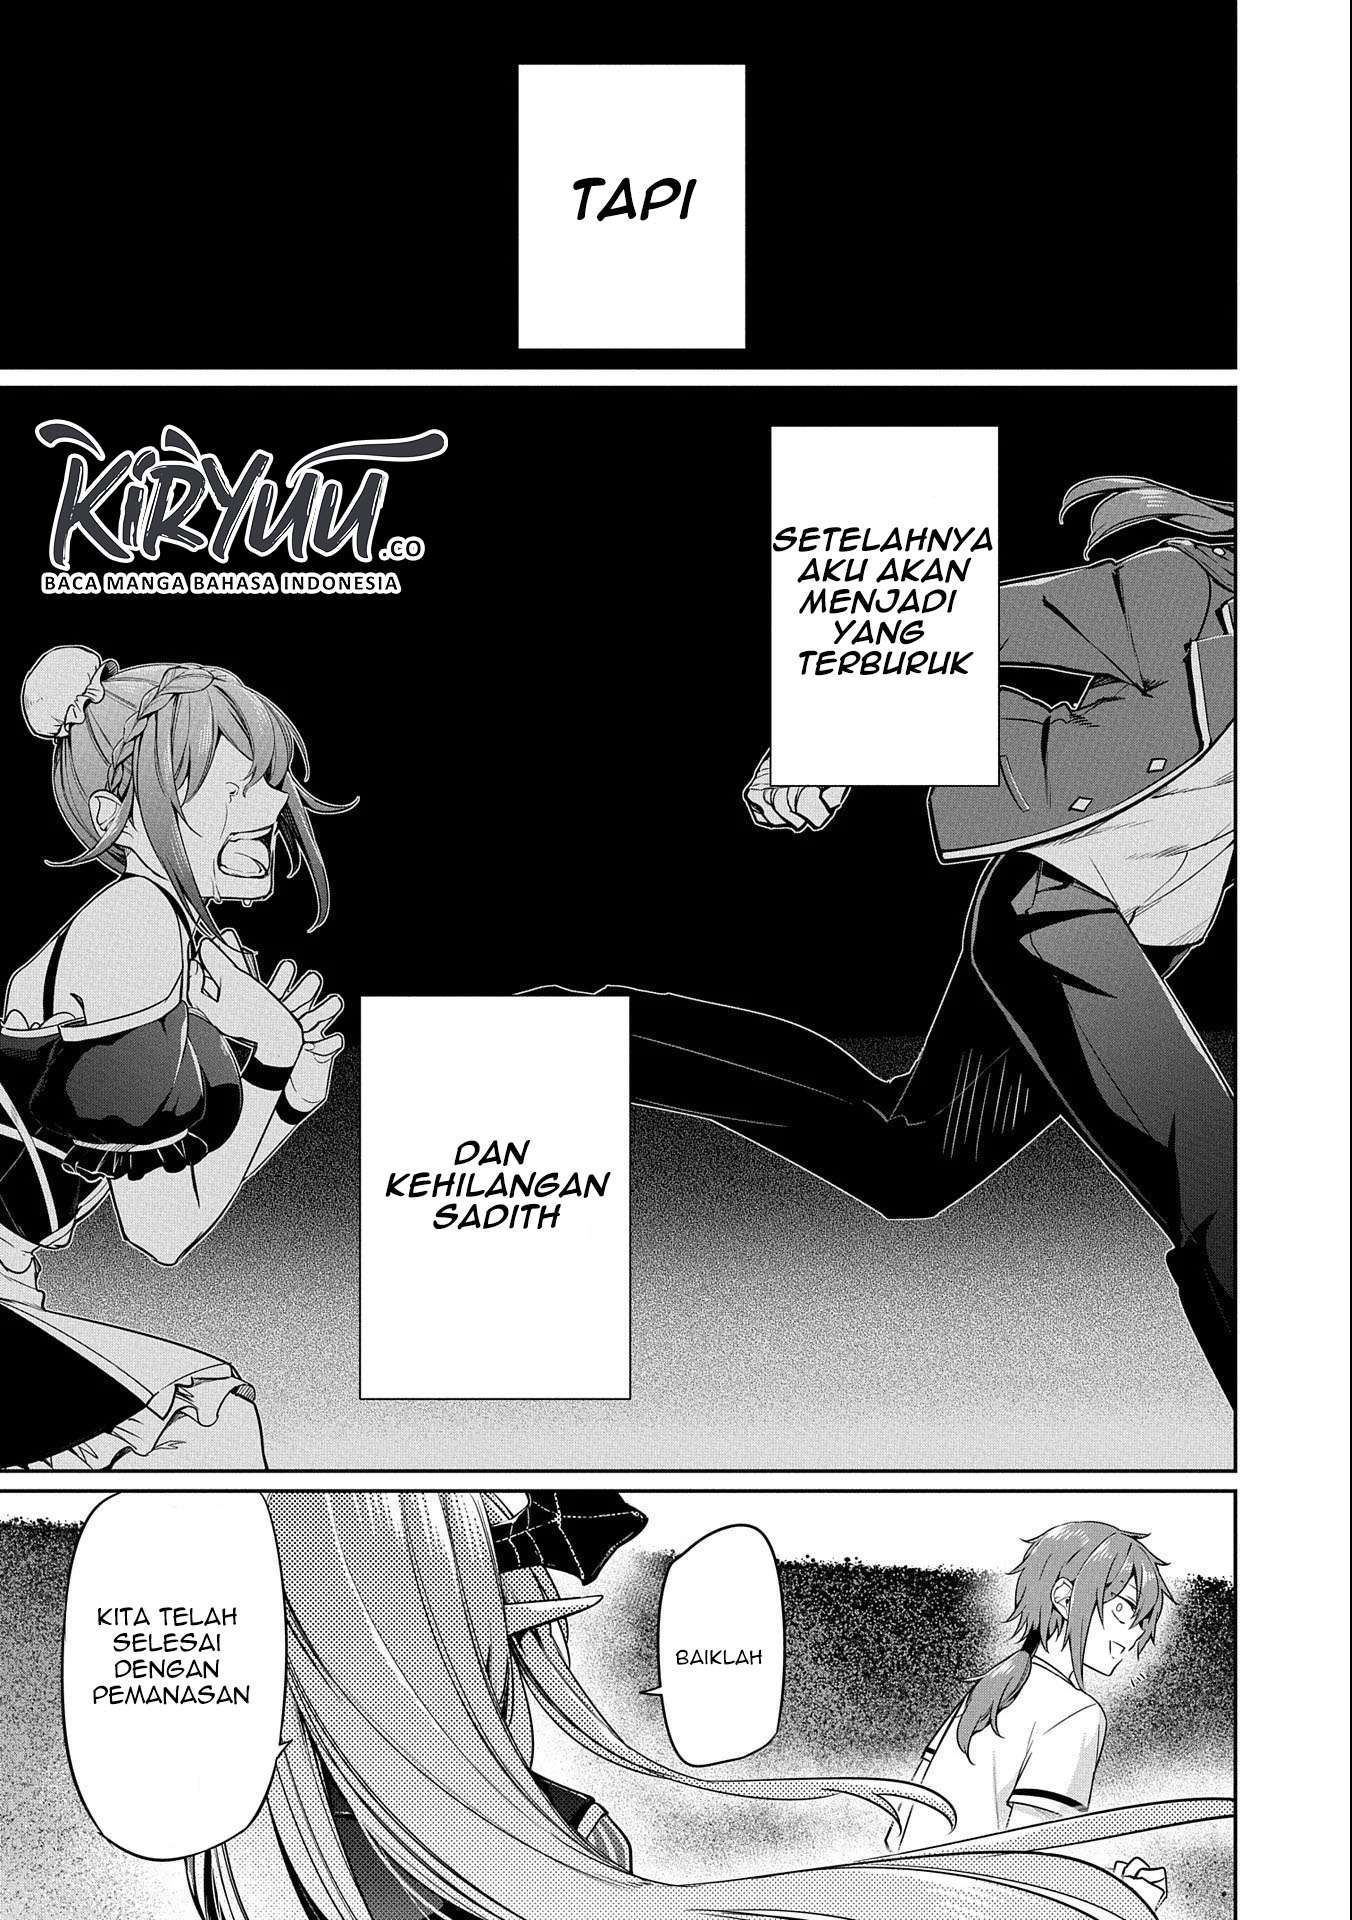 TAPI
KIRYUU.CO
BACA MANGA BAHASA INDONESIA
SETELAHNYA
AKU AKAN
MENJADI
YANG
TERBURUK
DAN
KEHILANGAN
SADITH
BAIKLAH
KITA TELAH
SELESAI
DENGAN
PEMANASAN